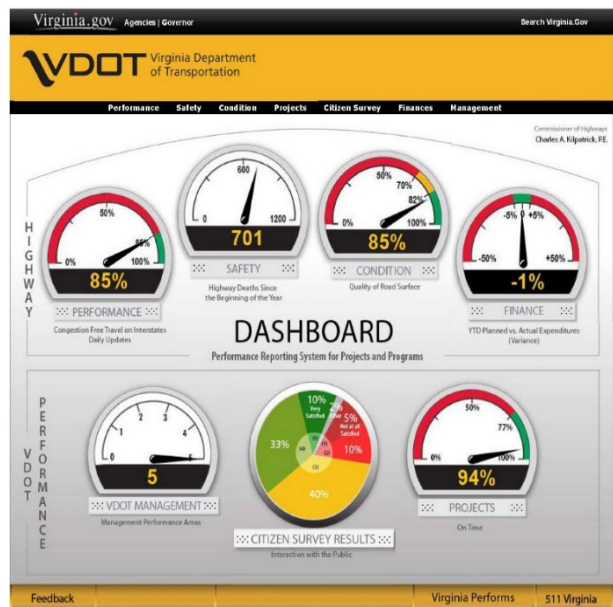 Virginia.gov Agencies | Governor Search Virginia.Gov
VDOT Virginia Department
of Transportation
Performance Safety Condition Projects Citizen Survey Finances Management
Commissioner of Highways
Charles A. Kilpatrick, P.E.
HIGHWAY
50%
0% 100%
85%
PERFORMANCE
Congestion Free Travel on Interstates
Daily Updates
600
0 1200
701
SAFETY
Highway Deaths Since
the Beginning of the Year
50%
70%
82%
0% 100%
85%
CONDITION
Quality of Road Surface
-5% 0 +5%
-50% +50%
-1%
FINANCE
YTD Planned vs. Actual Expenditures
(Variance)
DASHBOARD
Performance Reporting System for Projects and Programs
VDOT PERFORMANCE
0 1 2 3 4
5
VDOT MANAGEMENT
Management Performance Areas
10%
Very
Satisfied
2%
5%
Not at all
Satisfied
10%
33%
40%
CITIZEN SURVEY RESULTS
Interaction with the Public
50%
77%
0% 100%
94%
PROJECTS
On Time
Feedback Virginia Performs 511 Virginia